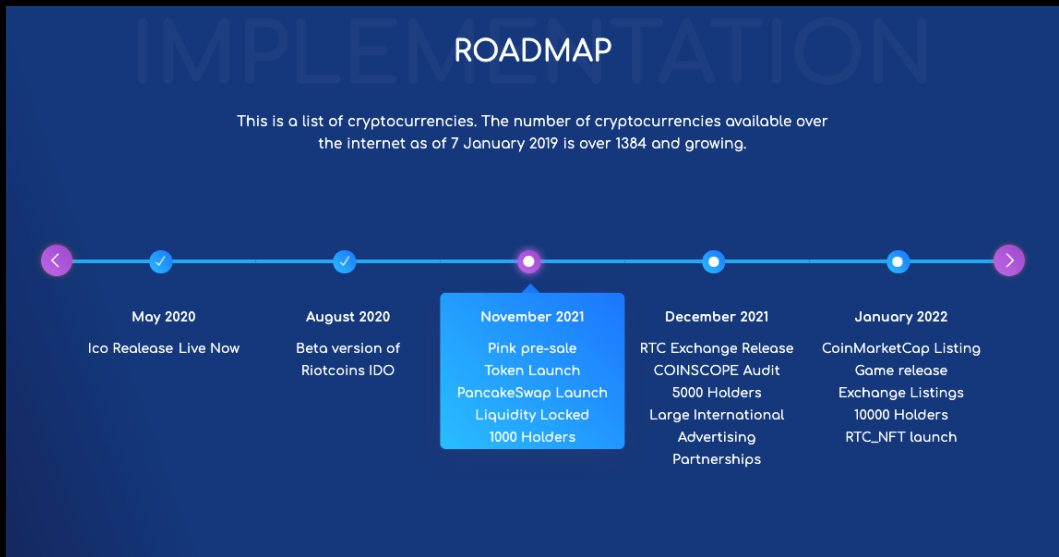 IMPLEMENTATION
ROADMAP
This is a list of cryptocurrencies. The number of cryptocurrencies available over
the internet as of 7 January 2019 is over 1384 and growing.
May 2020
Ico Realease Live Now
August 2020
Beta version of
Riotcoins IDO
November 2021
Pink pre-sale
Token Launch
PancakeSwap Launch
Liquidity Locked
1000 Holders
December 2021
RTC Exchange Release
COINSCOPE Audit
5000 Holders
Large International
Advertising
Partnerships
January 2022
CoinMarketCap Listing
Game release
Exchange Listings
10000 Holders
RTC_NFT launch